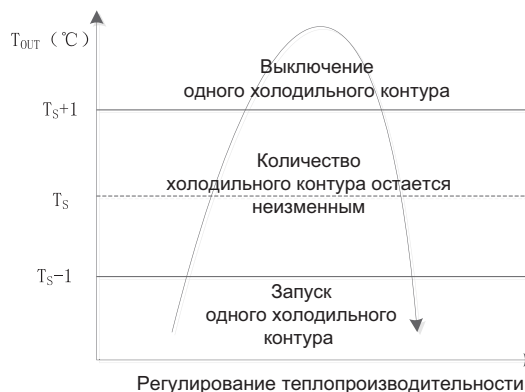 T_OUT (℃)
Выключение
одного холодильного контура
T_S+1
Количество
холодильного контура остается
T_S
неизменным
T_S−1
Запуск
одного холодильного
контура
Регулирование теплопроизводительности